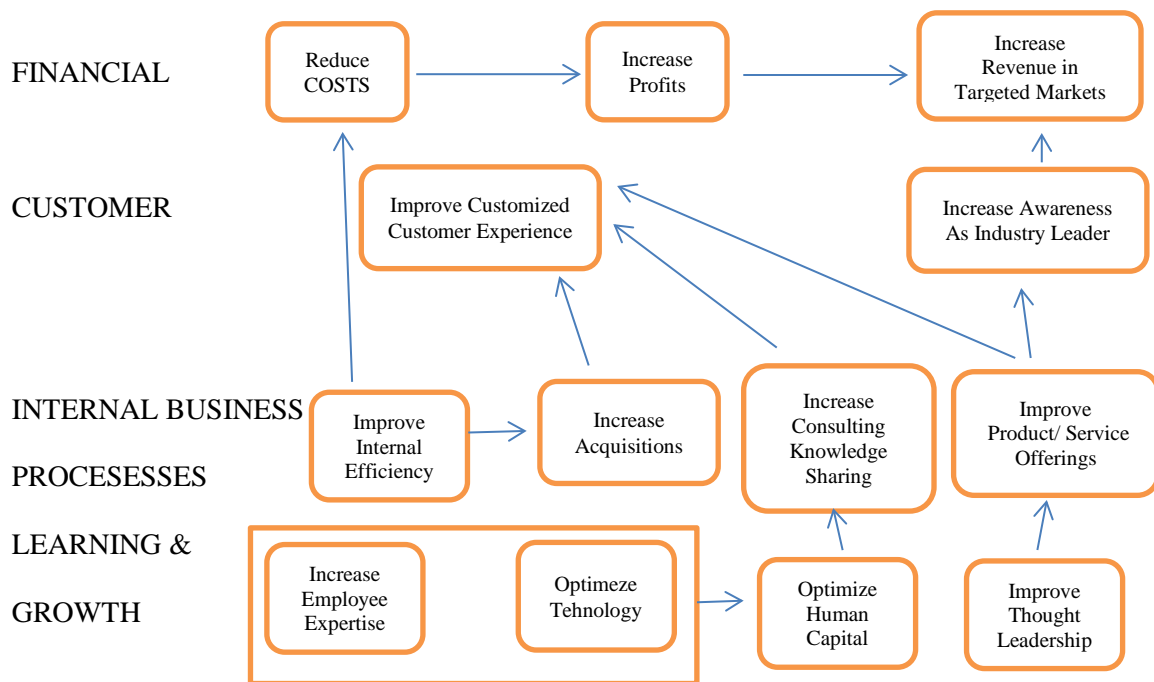 FINANCIAL
Reduce
COSTS
Increase
Profits
Increase
Revenue in
Targeted Markets
CUSTOMER
Improve Customized
Customer Experience
Increase Awareness
As Industry Leader
INTERNAL BUSINESS
PROCESESSES
Improve
Internal
Efficiency
Increase
Acquisitions
Increase
Consulting
Knowledge
Sharing
Improve
Product/ Service
Offerings
LEARNING &
GROWTH
Increase
Employee
Expertise
Optimeze
Tehnology
Optimize
Human
Capital
Improve
Thought
Leadership